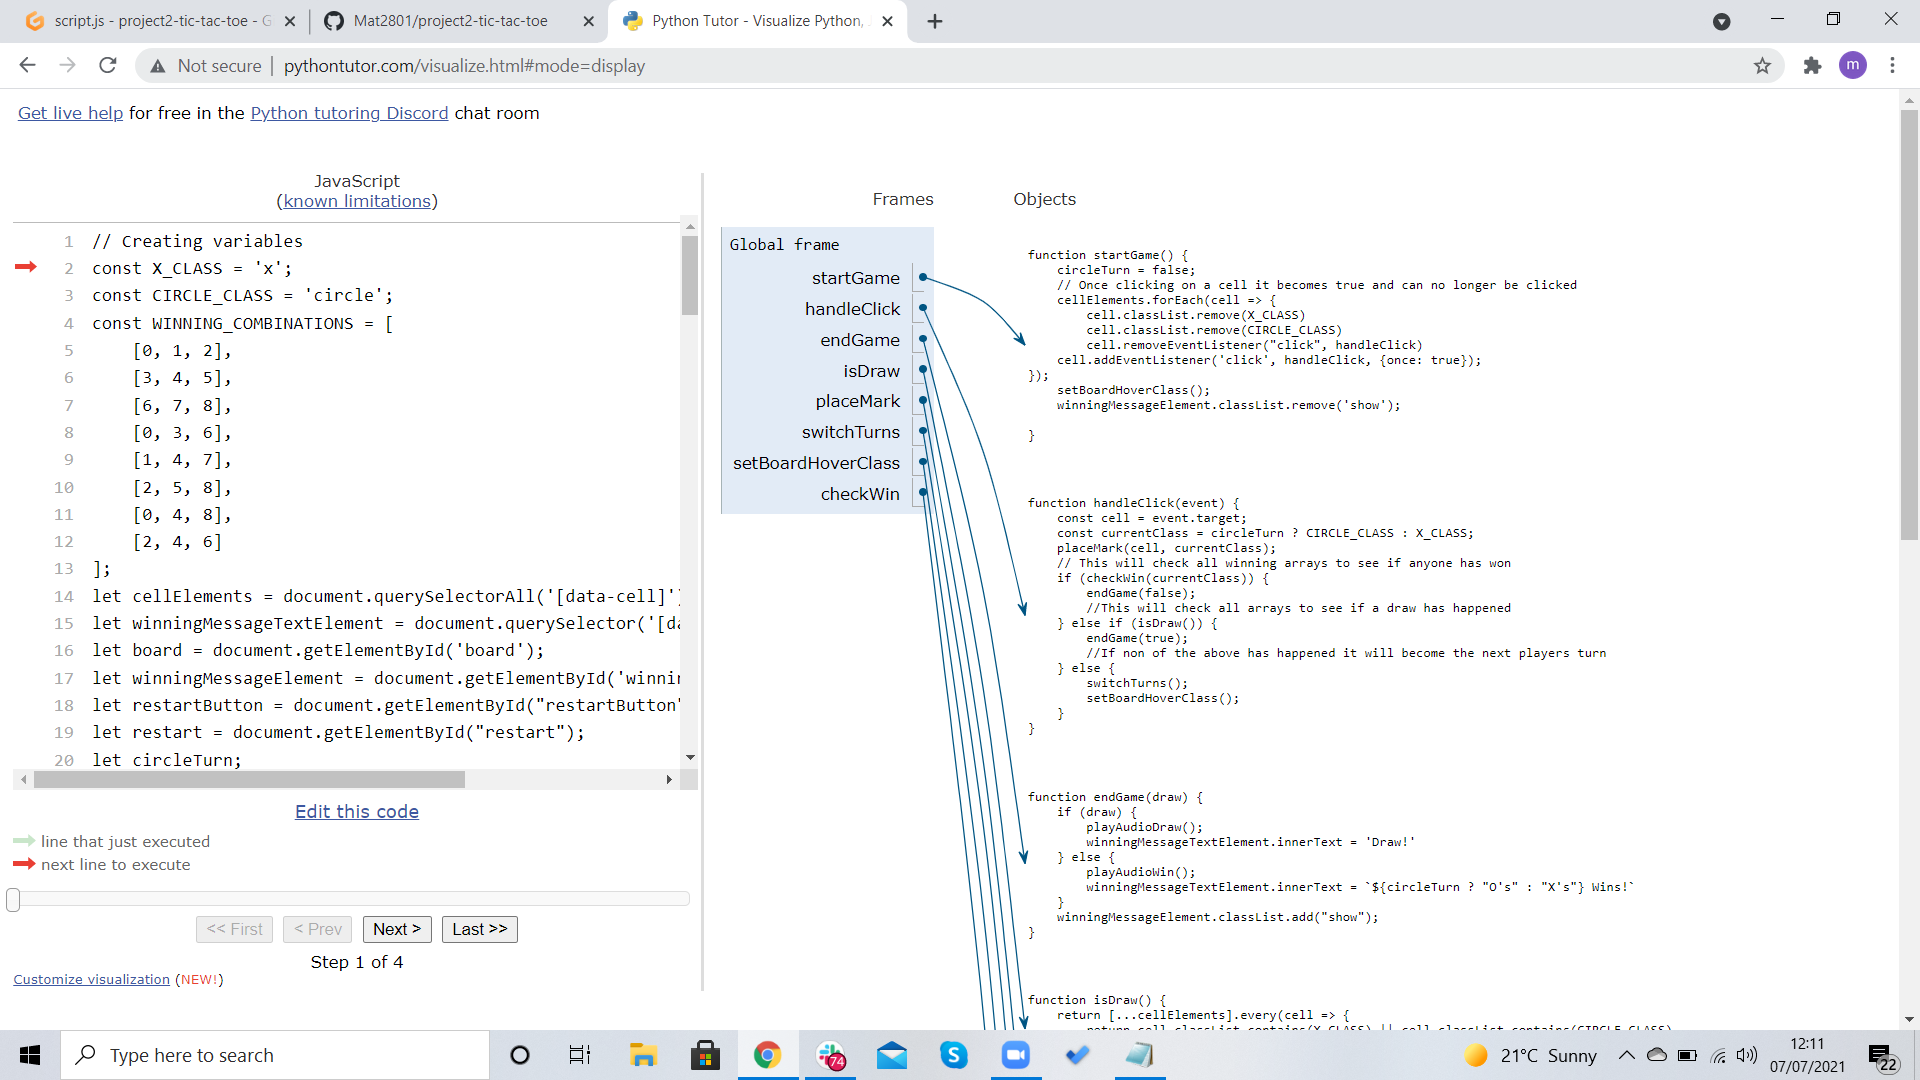 script.js - project2-tic-tac-toe - G
Mat2801/project2-tic-tac-toe
Python Tutor - Visualize Python,
Not secure | pythontutor.com/visualize.html#mode=display
m
Get live help for free in the Python tutoring Discord chat room
JavaScript
(known limitations)
1 // Creating variables
2 const X_CLASS = 'x';
3 const CIRCLE_CLASS = 'circle';
4 const WINNING_COMBINATIONS = [
5 [0, 1, 2],
6 [3, 4, 5],
7 [6, 7, 8],
8 [0, 3, 6],
9 [1, 4, 7],
10 [2, 5, 8],
11 [0, 4, 8],
12 [2, 4, 6]
13 ];
14 let cellElements = document.querySelectorAll('[data-cell]'
15 let winningMessageTextElement = document.querySelector('[da
16 let board = document.getElementById('board');
17 let winningMessageElement = document.getElementById('winnin
18 let restartButton = document.getElementById("restartButton"
19 let restart = document.getElementById("restart");
20 let circleTurn;
Edit this code
line that just executed
next line to execute
<< First
< Prev
Next >
Last >>
Step 1 of 4
Customize visualization (NEW!)
Frames
Objects
Global frame
startGame
handleClick
endGame
isDraw
placeMark
switchTurns
setBoardHoverClass
checkWin
function startGame() {
circleTurn = false;
// Once clicking on a cell it becomes true and can no longer be clicked
cellElements.forEach(cell => {
cell.classList.remove(X_CLASS)
cell.classList.remove(CIRCLE_CLASS)
cell.removeEventListener("click", handleClick)
cell.addEventListener('click', handleClick, {once: true});
});
setBoardHoverClass();
winningMessageElement.classList.remove('show');
}
function handleClick(event) {
const cell = event.target;
const currentClass = circleTurn ? CIRCLE_CLASS : X_CLASS;
placeMark(cell, currentClass);
// This will check all winning arrays to see if anyone has won
if (checkWin(currentClass)) {
endGame(false);
//This will check all arrays to see if a draw has happened
} else if (isDraw()) {
endGame(true);
//If non of the above has happened it will become the next players turn
} else {
switchTurns();
setBoardHoverClass();
}
}
function endGame(draw) {
if (draw) {
playAudioDraw();
winningMessageTextElement.innerText = 'Draw!'
} else {
playAudioWin();
winningMessageTextElement.innerText = `${circleTurn ? "O's" : "X's"} Wins!`
}
winningMessageElement.classList.add("show");
}
function isDraw() {
return [...cellElements].every(cell => {
return cell.classList.contains(X_CLASS) || cell.classList.contains(CIRCLE_CLASS)
Type here to search
74
21°C Sunny
12:11
07/07/2021
22